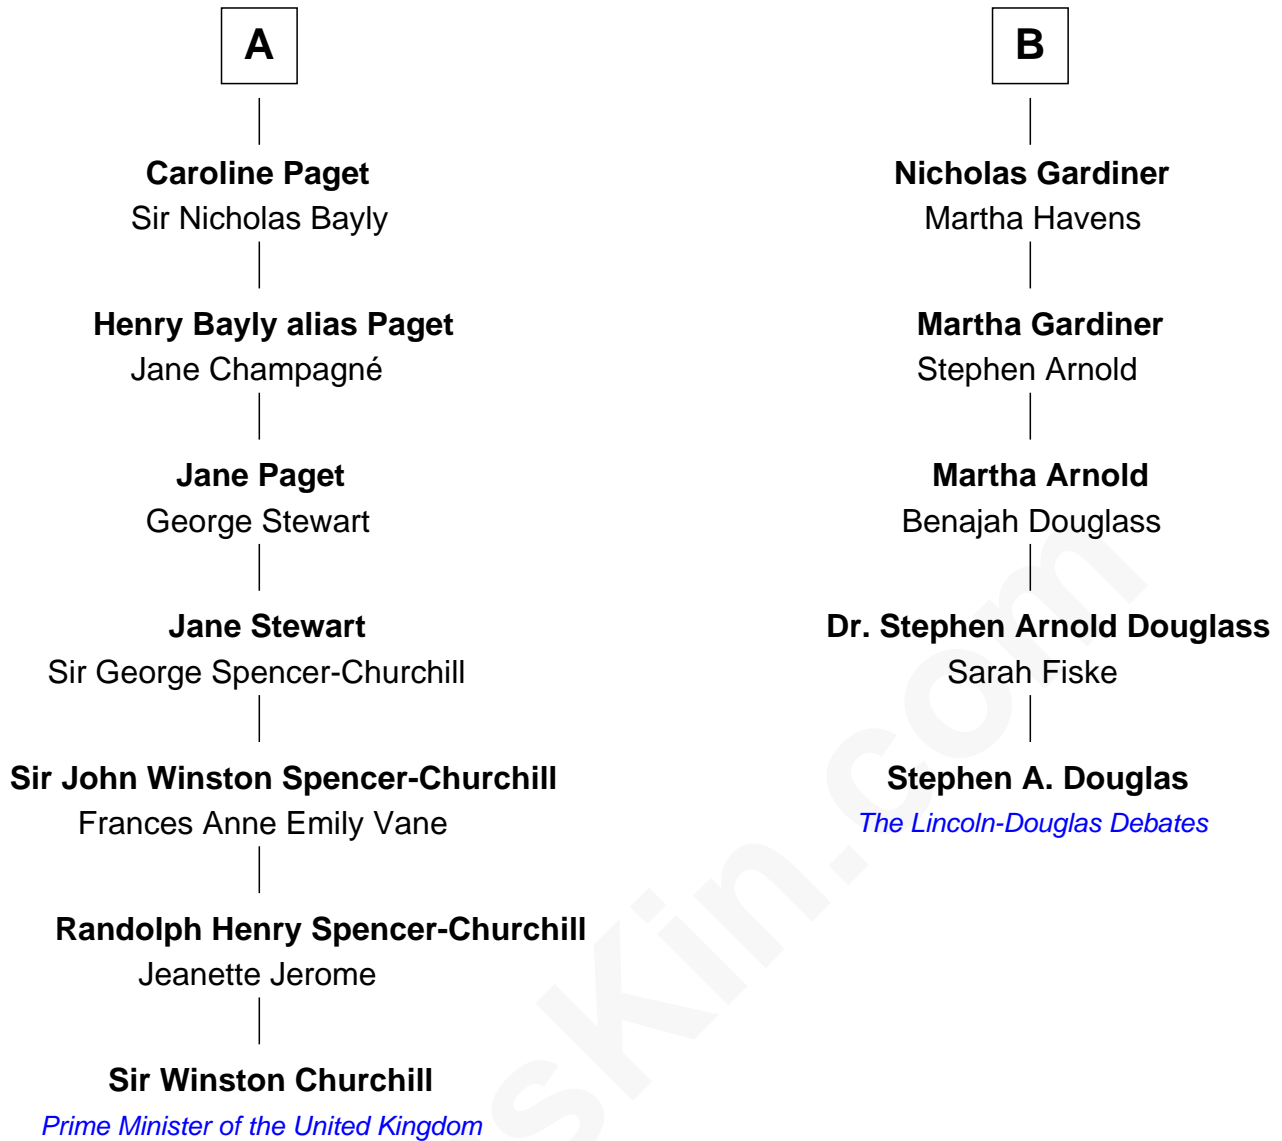 A
Caroline Paget
Sir Nicholas Bayly
Henry Bayly alias Paget
Jane Champagné
Jane Paget
George Stewart
Jane Stewart
Sir George Spencer-Churchill
Sir John Winston Spencer-Churchill
Frances Anne Emily Vane
Randolph Henry Spencer-Churchill
Jeanette Jerome
Sir Winston Churchill
Prime Minister of the United Kingdom
B
Nicholas Gardiner
Martha Havens
Martha Gardiner
Stephen Arnold
Martha Arnold
Benajah Douglass
Dr. Stephen Arnold Douglass
Sarah Fiske
Stephen A. Douglas
The Lincoln-Douglas Debates
sKin.com